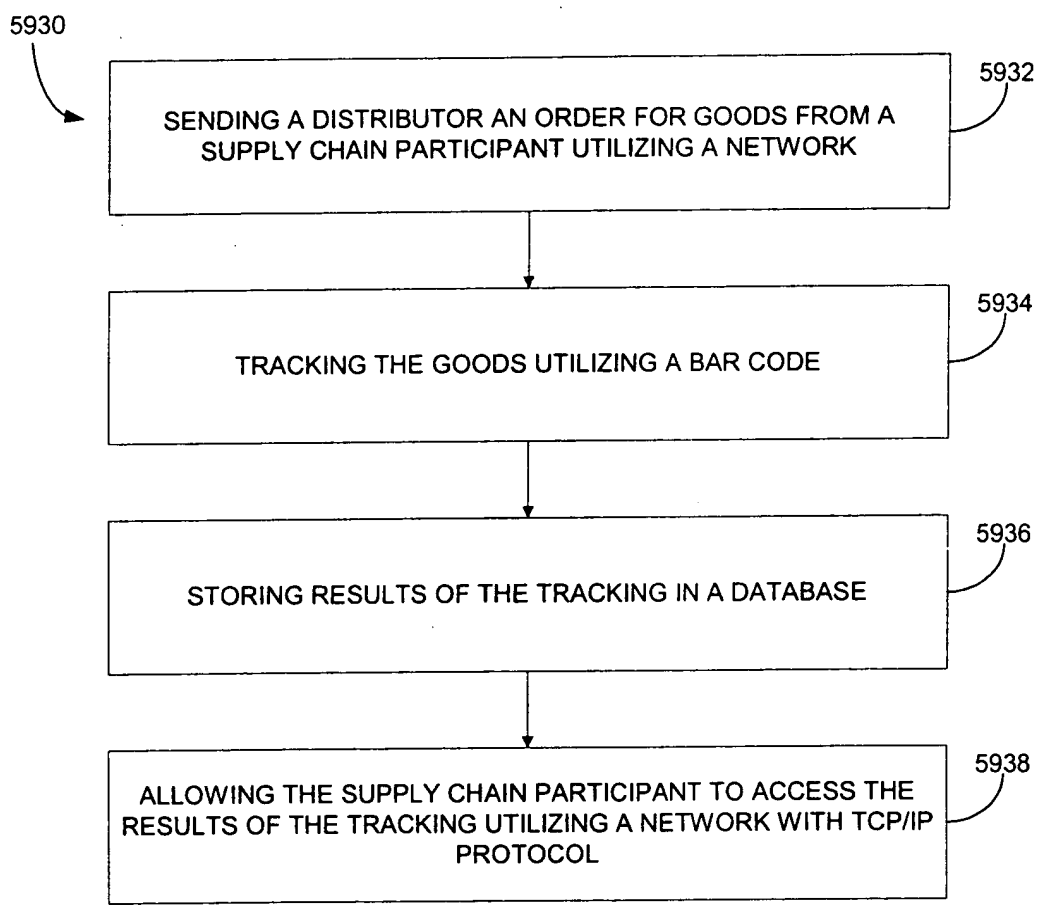 5930
5932
SENDING A DISTRIBUTOR AN ORDER FOR GOODS FROM A
SUPPLY CHAIN PARTICIPANT UTILIZING A NETWORK
5934
TRACKING THE GOODS UTILIZING A BAR CODE
5936
STORING RESULTS OF THE TRACKING IN A DATABASE
5938
ALLOWING THE SUPPLY CHAIN PARTICIPANT TO ACCESS THE
RESULTS OF THE TRACKING UTILIZING A NETWORK WITH TCP/IP
PROTOCOL